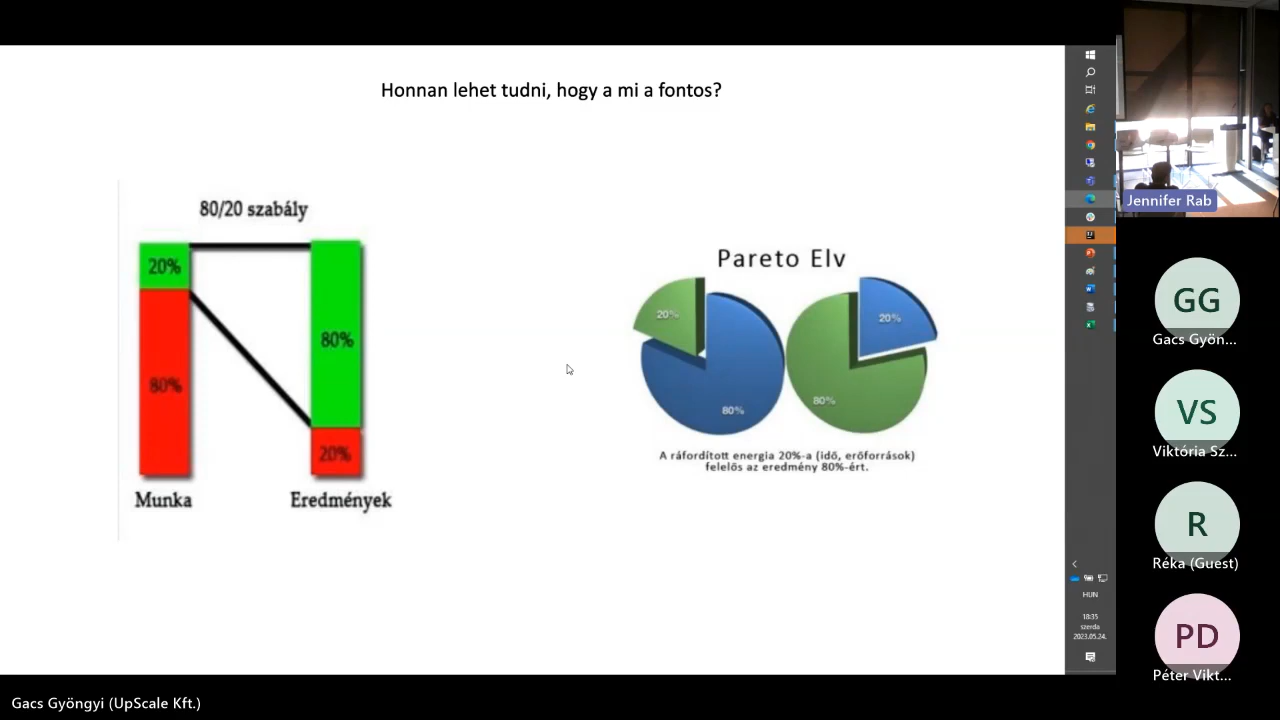 Honnan lehet tudni, hogy a mi a fontos?
80/20 szabály
20%
80%
80%
20%
Munka
Eredmények
Pareto Elv
20%
80%
20%
80%
A ráfordított energia 20%-a (idő, erőforrások)
felelős az eredmény 80%-ért.
HUN
18:35
szerda
2023.05.24.
Jennifer Rab
GG
Gacs Gyön...
VS
Viktória Sz...
R
Réka (Guest)
PD
Péter Vikt...
Gacs Gyöngyi (UpScale Kft.)